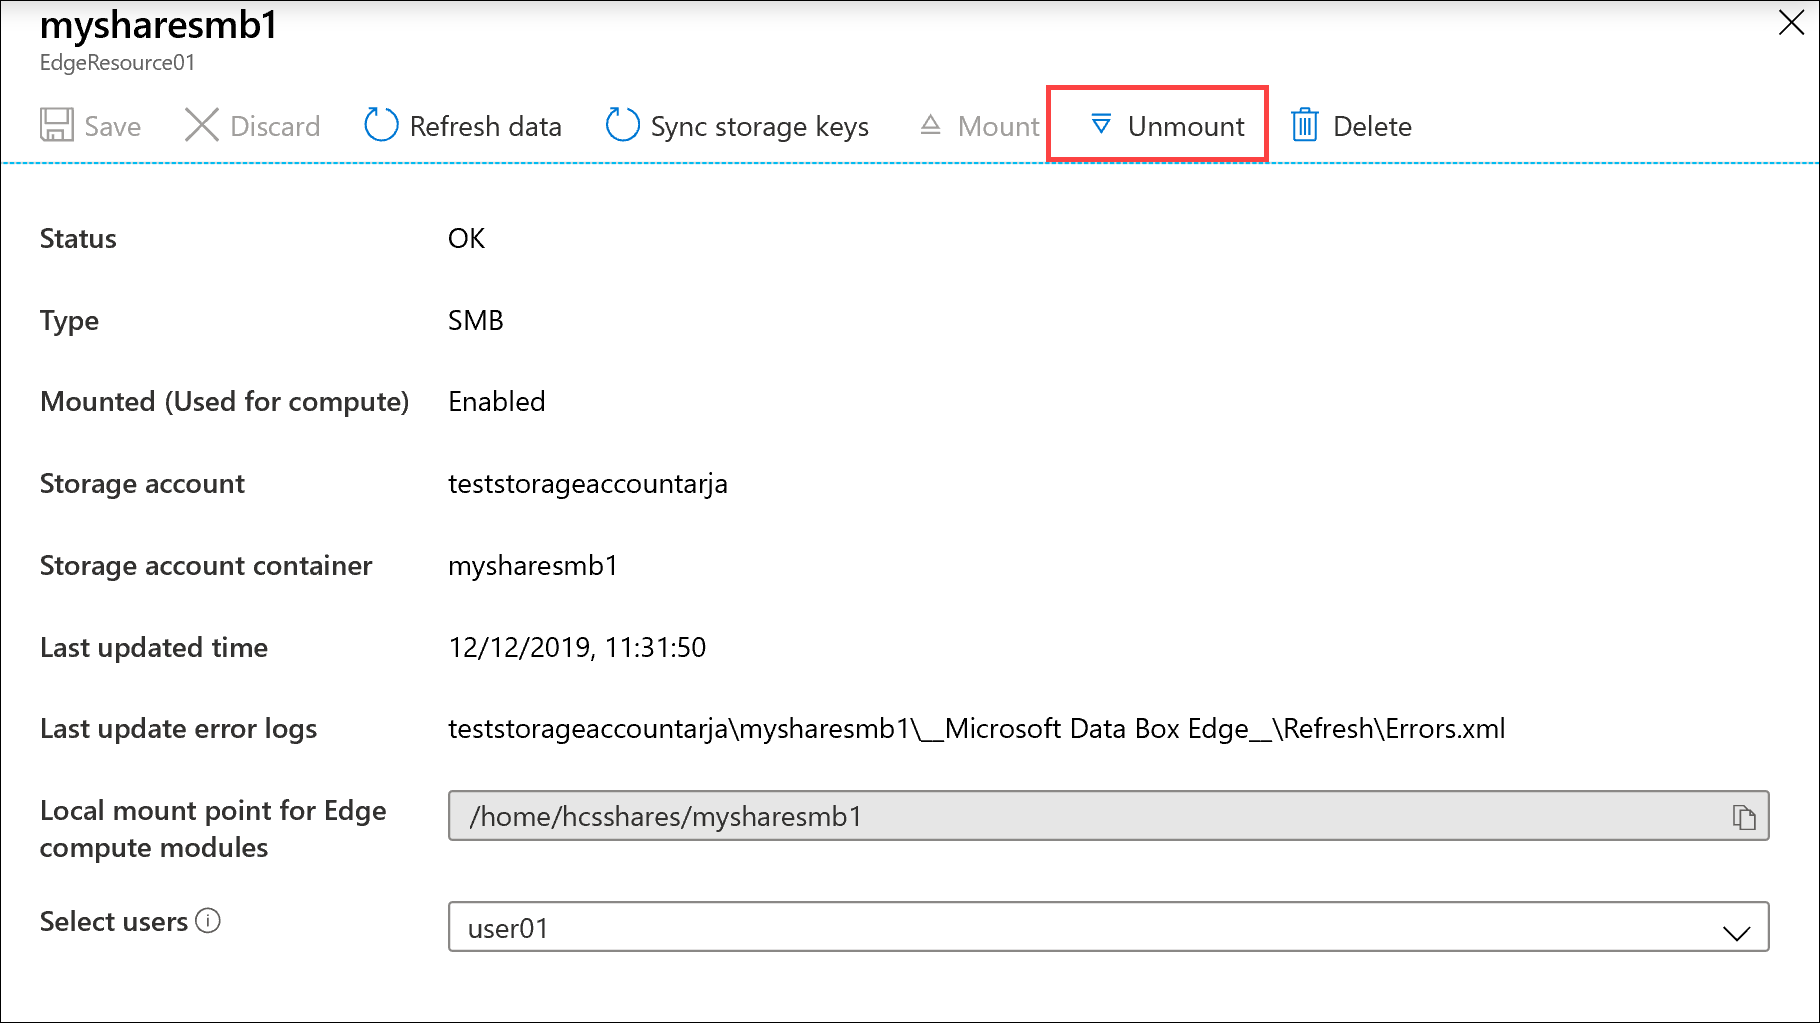 mysharesmb1
EdgeResource01
Save Discard Refresh data Sync storage keys Mount Unmount Delete
Status OK
Type SMB
Mounted (Used for compute) Enabled
Storage account teststorageaccountarja
Storage account container mysharesmb1
Last updated time 12/12/2019, 11:31:50
Last update error logs teststorageaccountarja\mysharesmb1\__Microsoft Data Box Edge__\Refresh\Errors.xml
Local mount point for Edge
compute modules
/home/hcsshares/mysharesmb1
Select users user01